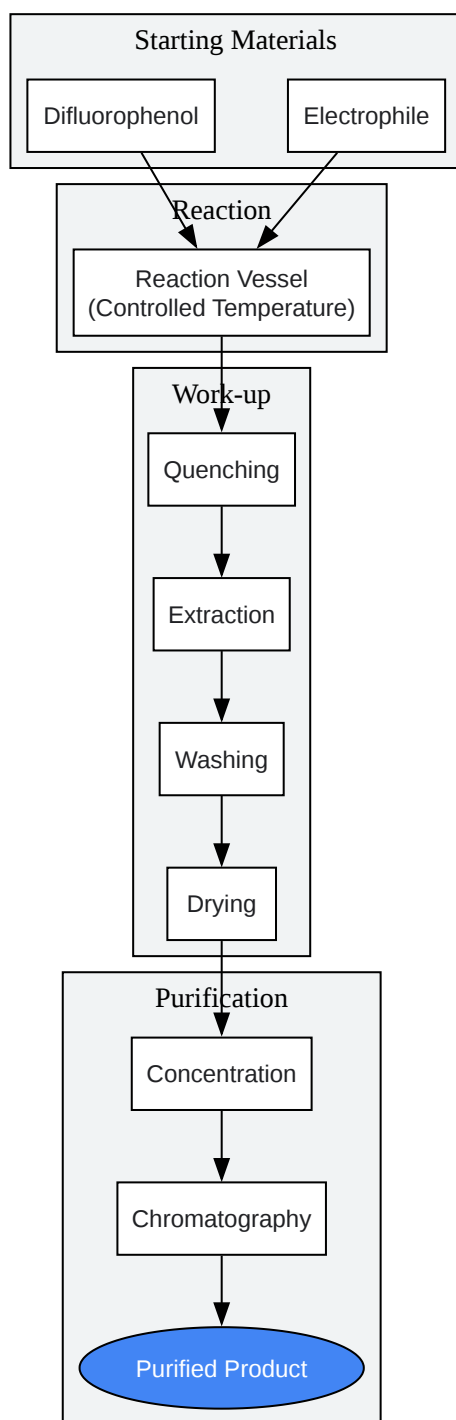 Starting Materials
Difluorophenol
Electrophile
Reaction
Reaction Vessel
(Controlled Temperature)
Work-up
Quenching
Extraction
Washing
Drying
Purification
Concentration
Chromatography
Purified Product